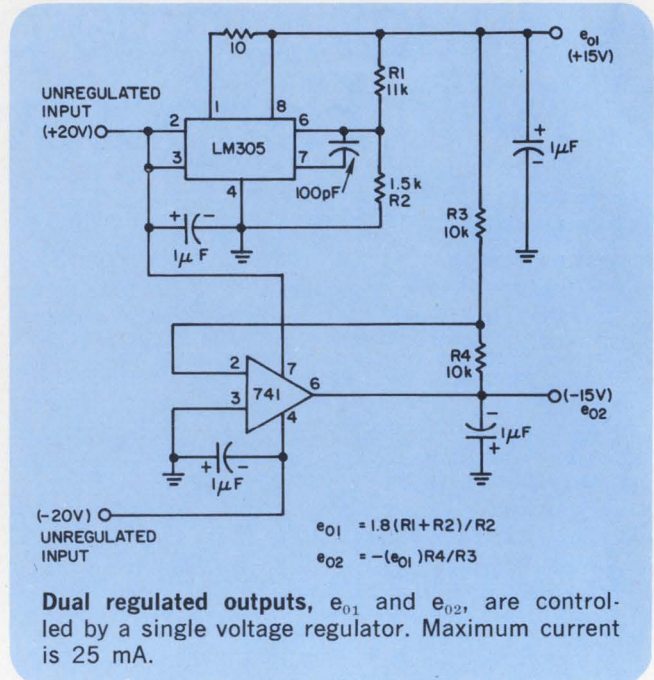 10
e01
(+15V)
R1
11k
UNREGULATED
INPUT
(+20V)
1
8
2
6
3
LM305
7
4
100pF
1.5k
R2
+
-
1μF
+ -
1μF
R3
10k
2
7
741
6
3
4
R4
10k
(-15V)
e02
-
1μF
+
+ -
1μF
(-20V)
UNREGULATED
INPUT
e01 = 1.8(R1+R2)/R2
e02 = -(e01)R4/R3
Dual regulated outputs, e01 and e02, are control-
led by a single voltage regulator. Maximum current
is 25 mA.